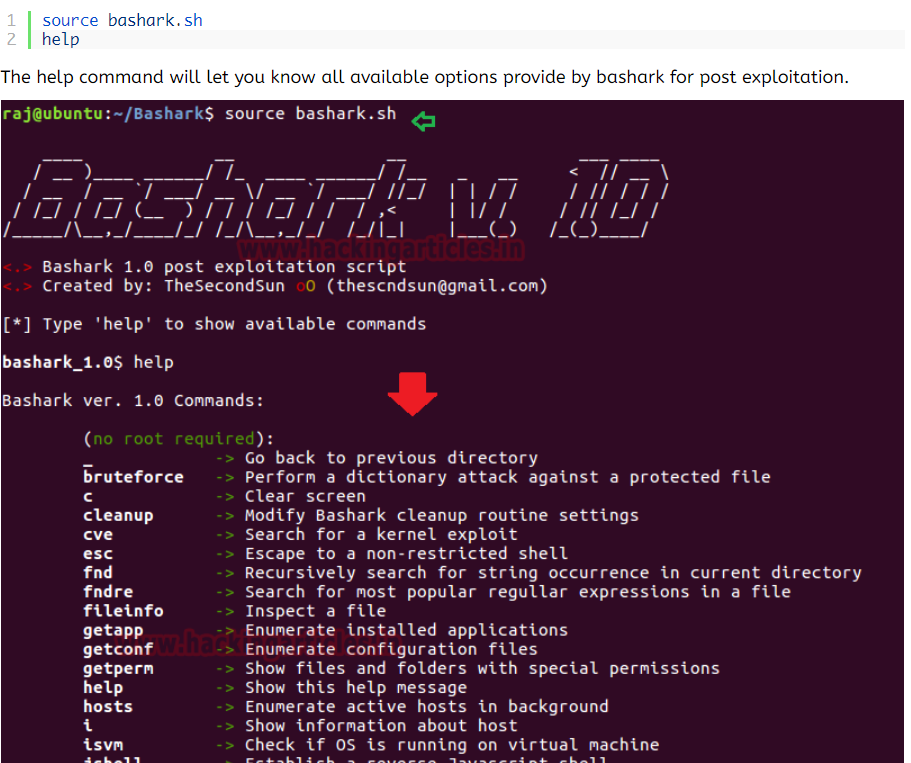 1 source bashark.sh
2 help
The help command will let you know all available options provide by bashark for post exploitation.
raj@ubuntu:~/Bashark$ source bashark.sh
Bashark v 1.0
www.hackingarticles.in
<.> Bashark 1.0 post exploitation script
<.> Created by: TheSecondSun oO (thescndsun@gmail.com)
[*] Type 'help' to show available commands
bashark_1.0$ help
Bashark ver. 1.0 Commands:
(no root required):
_ -> Go back to previous directory
bruteforce -> Perform a dictionary attack against a protected file
c -> Clear screen
cleanup -> Modify Bashark cleanup routine settings
cve -> Search for a kernel exploit
esc -> Escape to a non-restricted shell
fnd -> Recursively search for string occurrence in current directory
fndre -> Search for most popular regullar expressions in a file
fileinfo -> Inspect a file
getapp -> Enumerate installed applications
getconf -> Enumerate configuration files
getperm -> Show files and folders with special permissions
help -> Show this help message
hosts -> Enumerate active hosts in background
i -> Show information about host
isvm -> Check if OS is running on virtual machine
jshell -> Establish a reverse Javascript shell